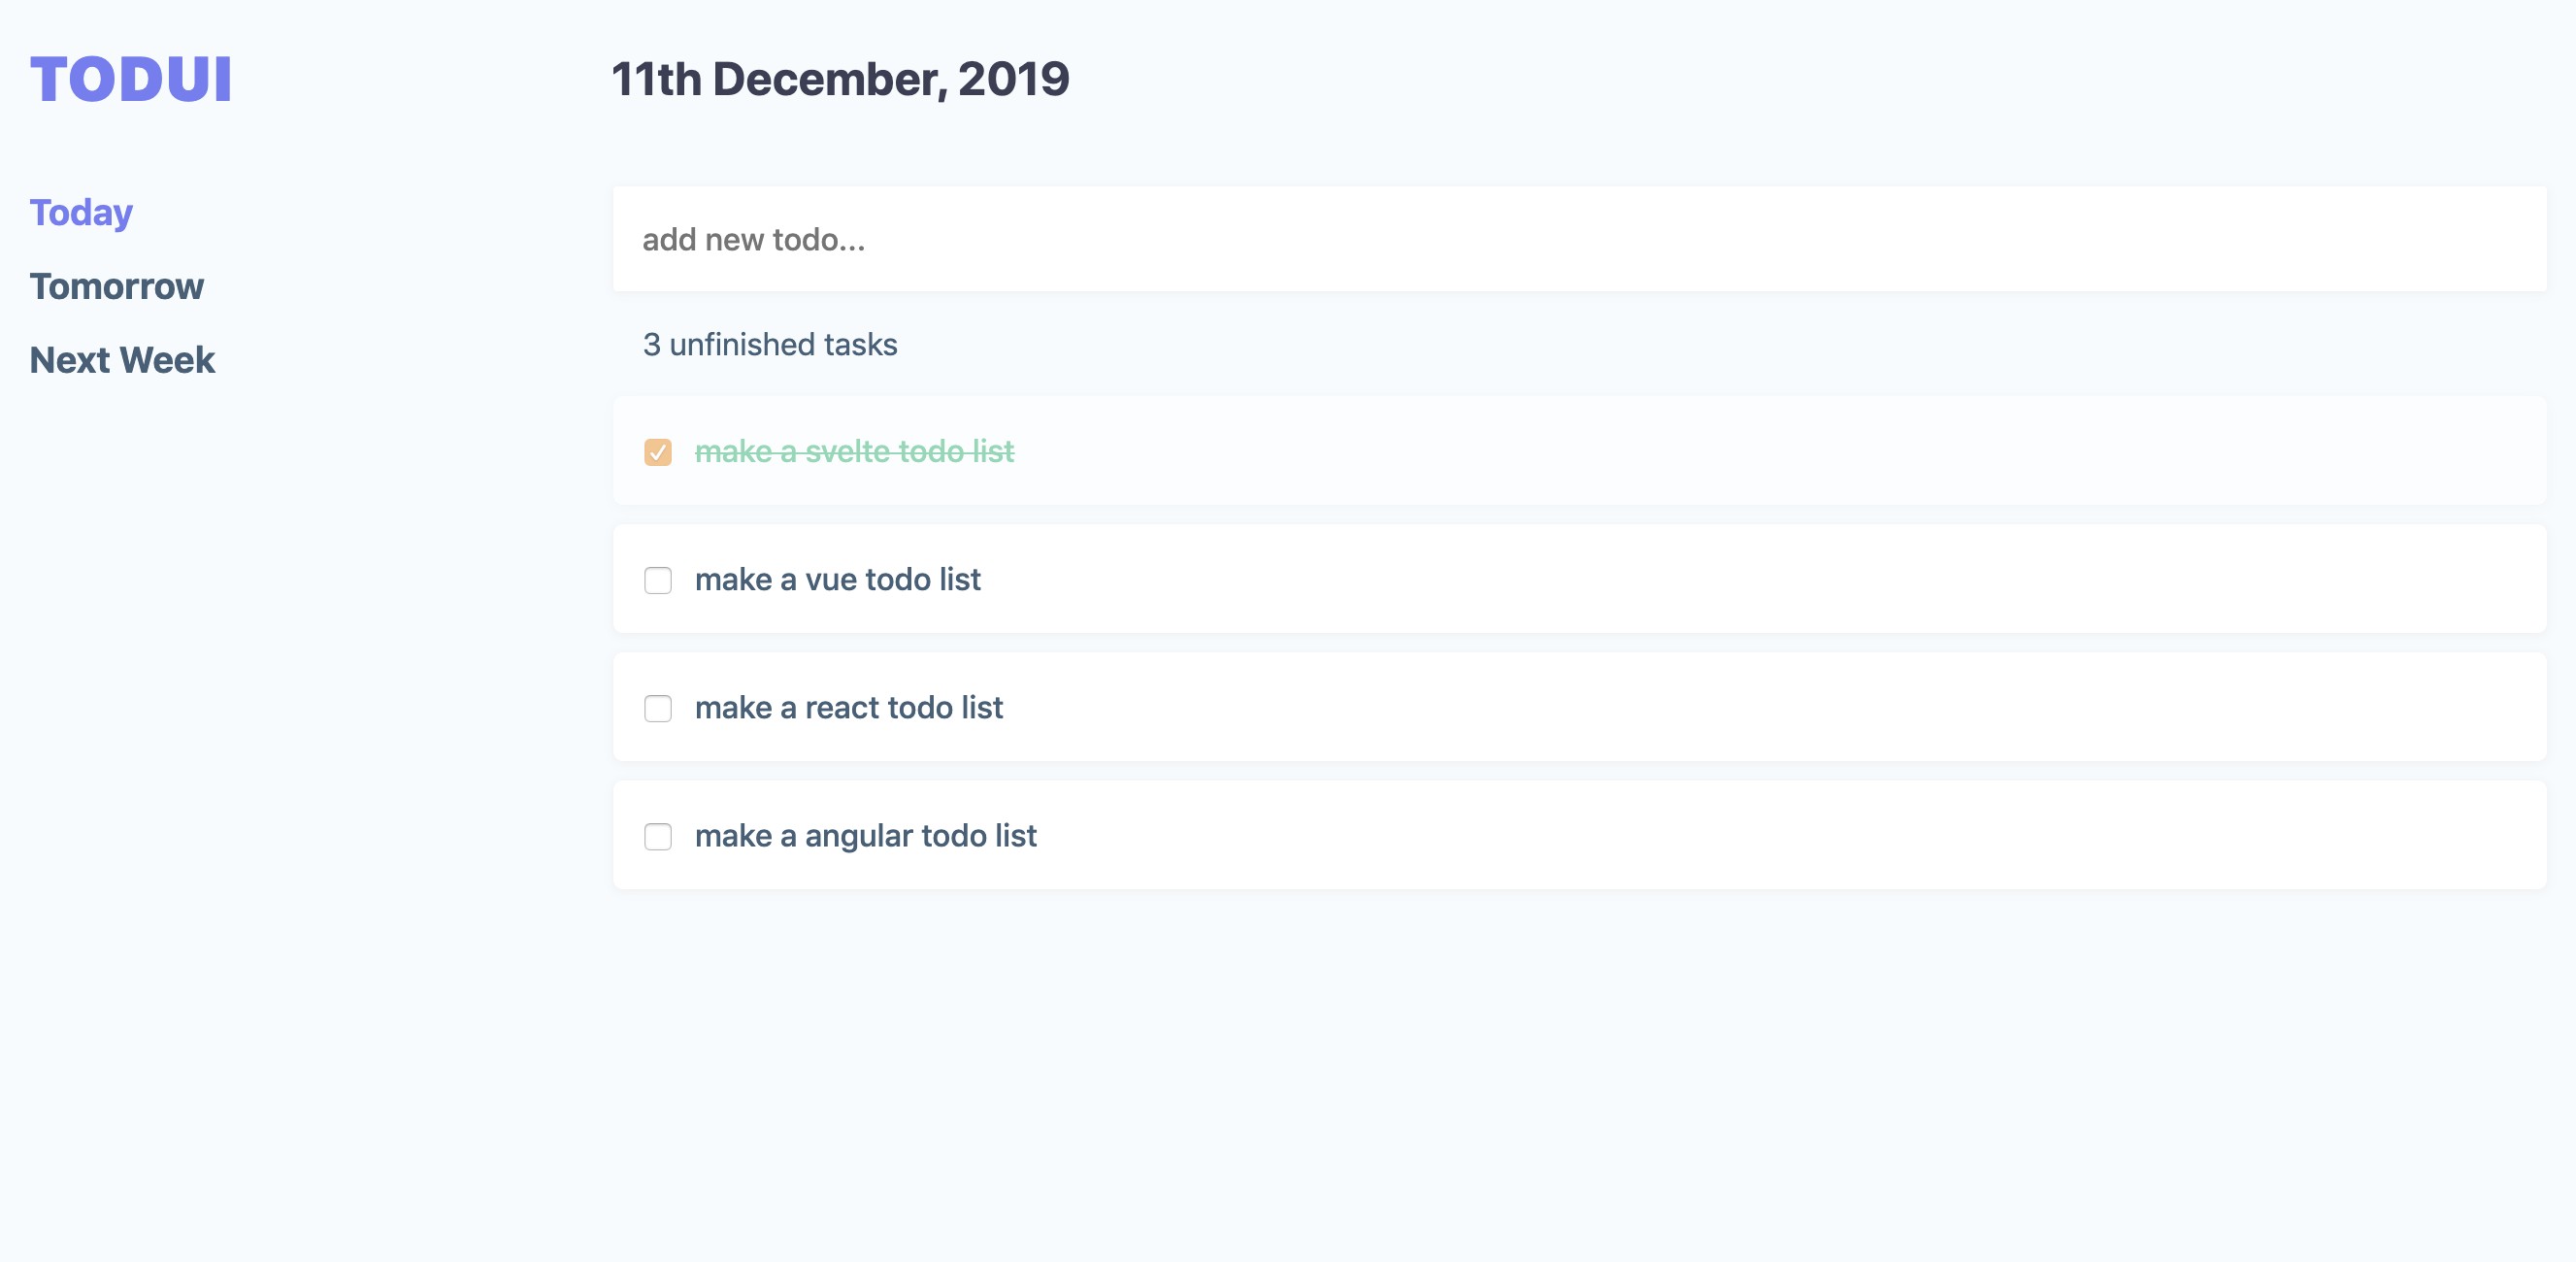 TODUI
Today
Tomorrow
Next Week
11th December, 2019
add new todo...
3 unfinished tasks
make a svelte todo list
make a vue todo list
make a react todo list
make a angular todo list